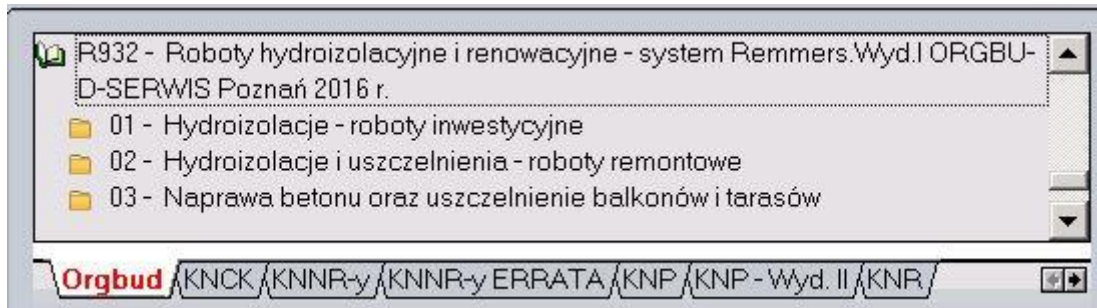 R932 - Roboty hydroizolacyjne i renowacyjne - system Remmers.Wyd.I ORGBU-
D-SERWIS Poznań 2016 r.
01 - Hydroizolacje - roboty inwestycyjne
02 - Hydroizolacje i uszczelnienia - roboty remontowe
03 - Naprawa betonu oraz uszczelnienie balkonów i tarasów
Orgbud KNCK KNNR-y KNNR-y ERRATA KNP KNP - Wyd. II KNR